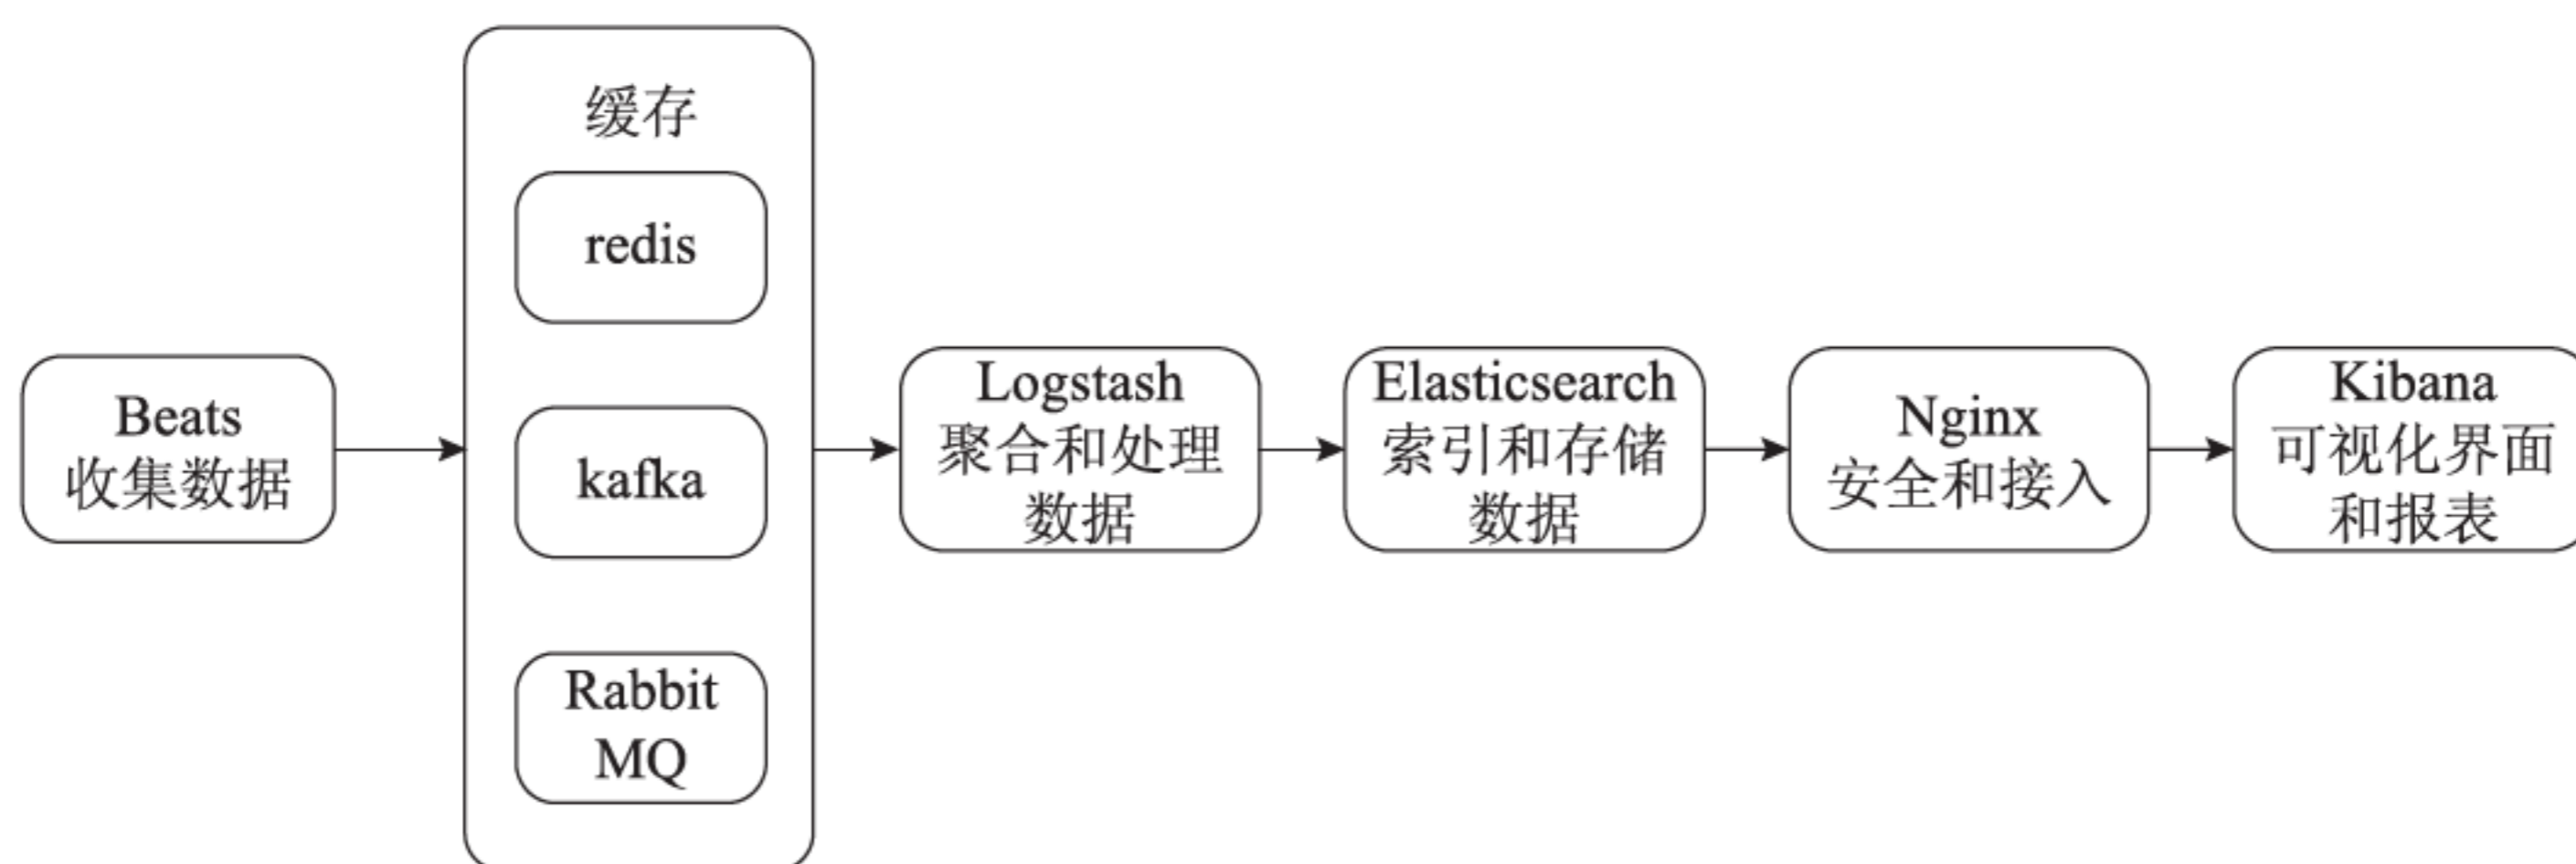 Beats
收集数据
缓存
redis
kafka
Rabbit
MQ
Logstash
聚合和处理
数据
Elasticsearch
索引和存储
数据
Nginx
安全和接入
Kibana
可视化界面
和报表